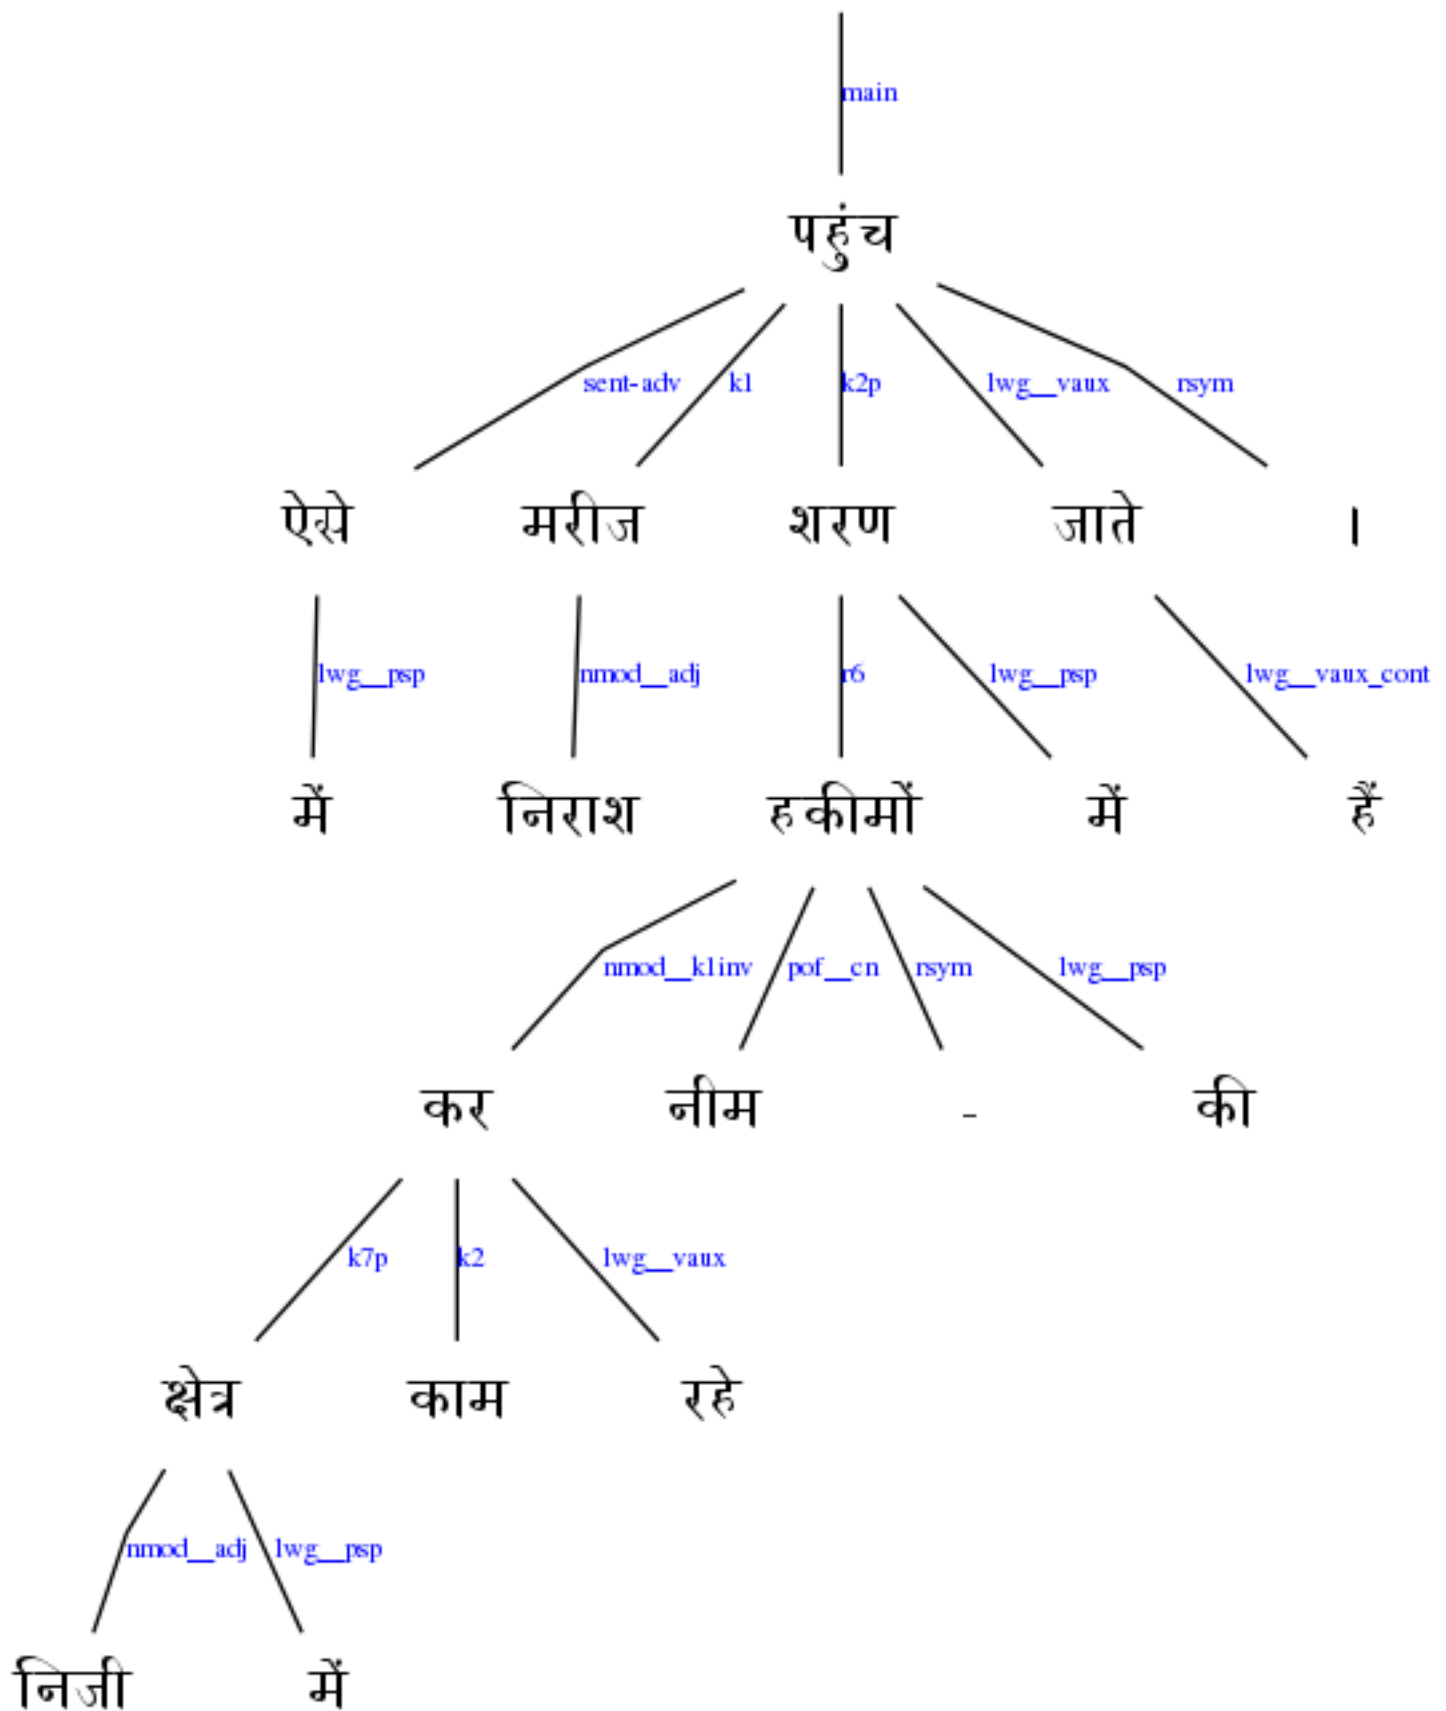 main
पहुंच
sent-adv k1 k2p lwg__vaux rsym
ऐसे मरीज शरण जाते ।
lwg__psp nmod__adj r6 lwg__psp lwg__vaux_cont
में निराश हकीमों में हैं
nmod__k1inv pof__cn rsym lwg__psp
कर नीम - की
k7p k2 lwg__vaux
क्षेत्र काम रहे
nmod__adj lwg__psp
निजी में